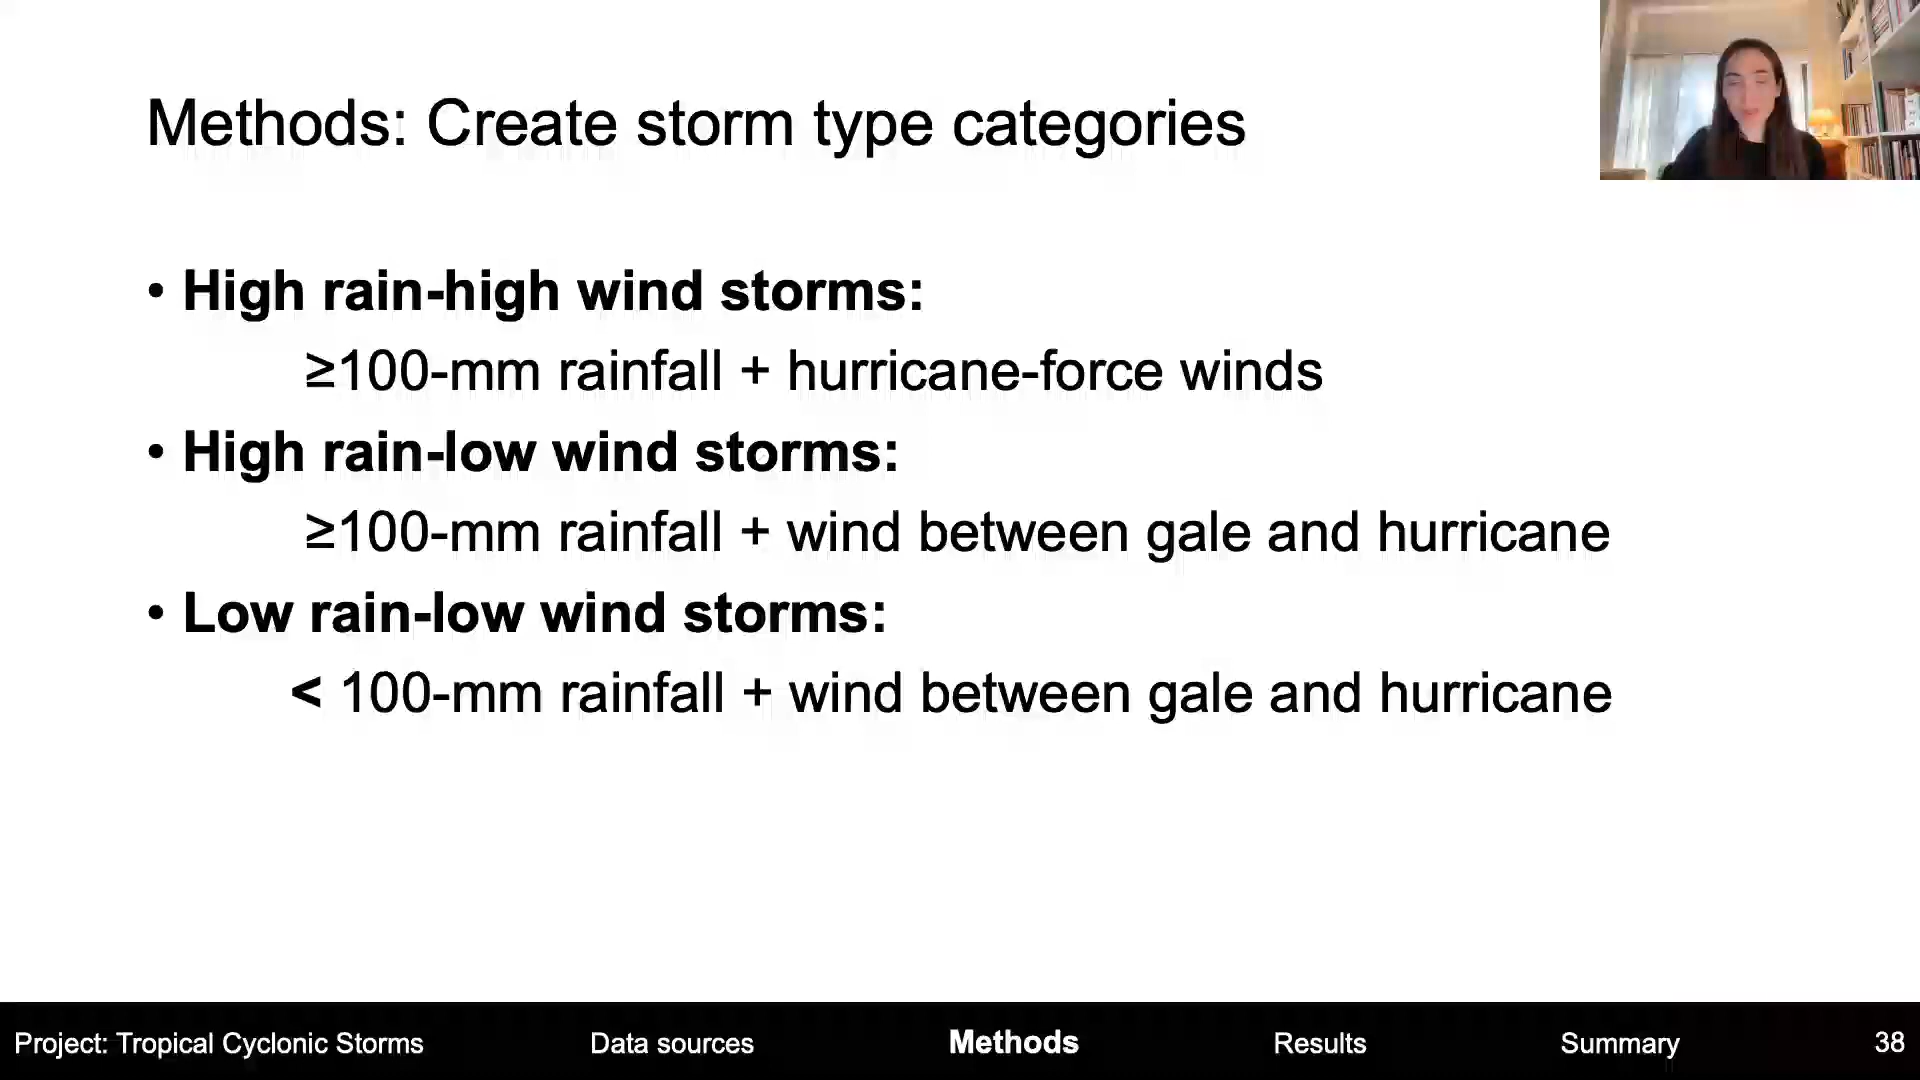 Methods: Create storm type categories
• High rain-high wind storms:
≥100-mm rainfall + hurricane-force winds
• High rain-low wind storms:
≥100-mm rainfall + wind between gale and hurricane
• Low rain-low wind storms:
< 100-mm rainfall + wind between gale and hurricane
Project: Tropical Cyclonic Storms Data sources Methods Results Summary 38